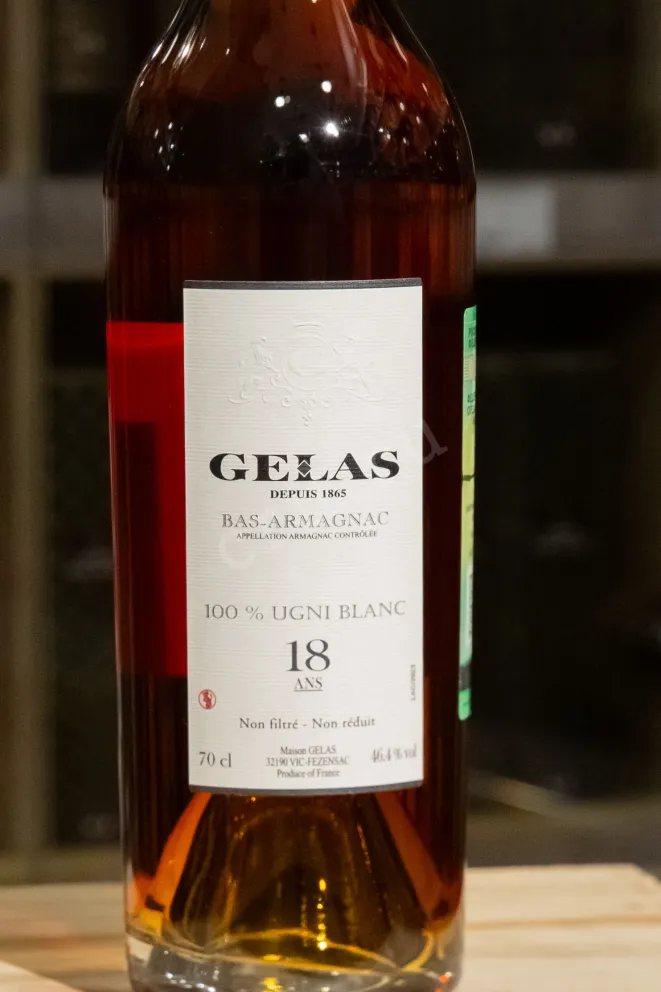 GELAS
DEPUIS 1865
BAS-ARMAGNAC
APPELLATION ARMAGNAC CONTRÔLÉE
100 % UGNI BLANC
18
ANS
Non filtré - Non réduit
70 cl
Maison GELAS
32190 VIC-FEZENSAC
Produce of France
46,4 % vol